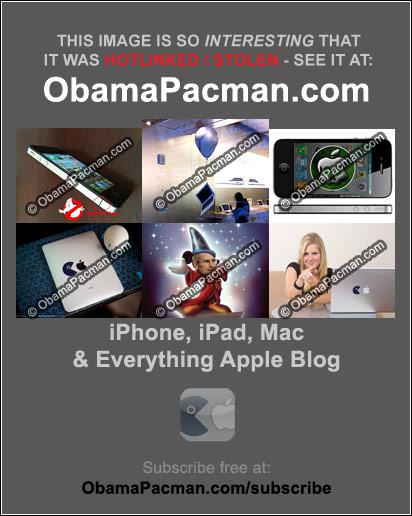 THIS IMAGE IS SO INTERESTING THAT
IT WAS HOTLINKED / STOLEN - SEE IT AT:
ObamaPacman.com
© ObamaPacman.com
© ObamaPacman.com
© ObamaPacman.com
© ObamaPacman.com
© ObamaPacman.com
© ObamaPacman.com
iPhone, iPad, Mac
& Everything Apple Blog
Subscribe free at:
ObamaPacman.com/subscribe